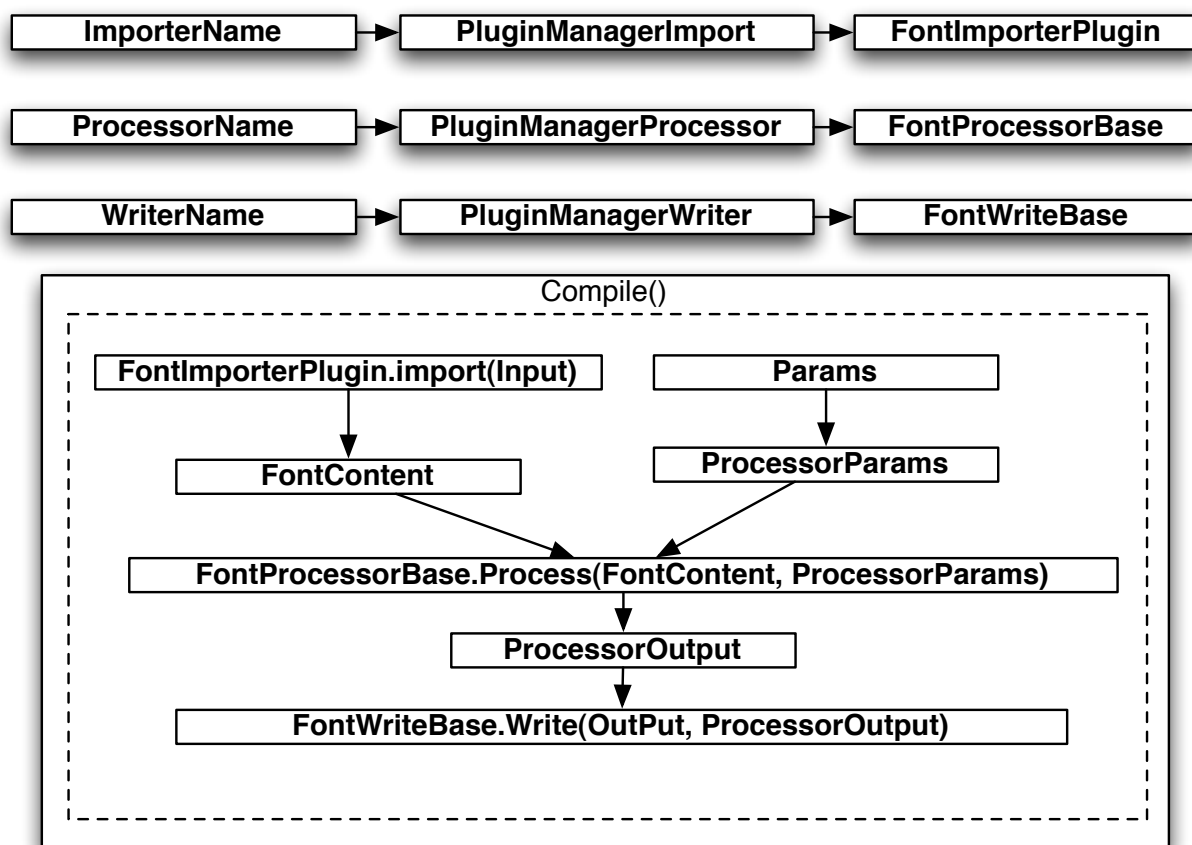 ImporterName
PluginManagerImport
FontImporterPlugin
ProcessorName
PluginManagerProcessor
FontProcessorBase
WriterName
PluginManagerWriter
FontWriteBase
Compile()
FontImporterPlugin.import(Input)
Params
FontContent
ProcessorParams
FontProcessorBase.Process(FontContent, ProcessorParams)
ProcessorOutput
FontWriteBase.Write(OutPut, ProcessorOutput)